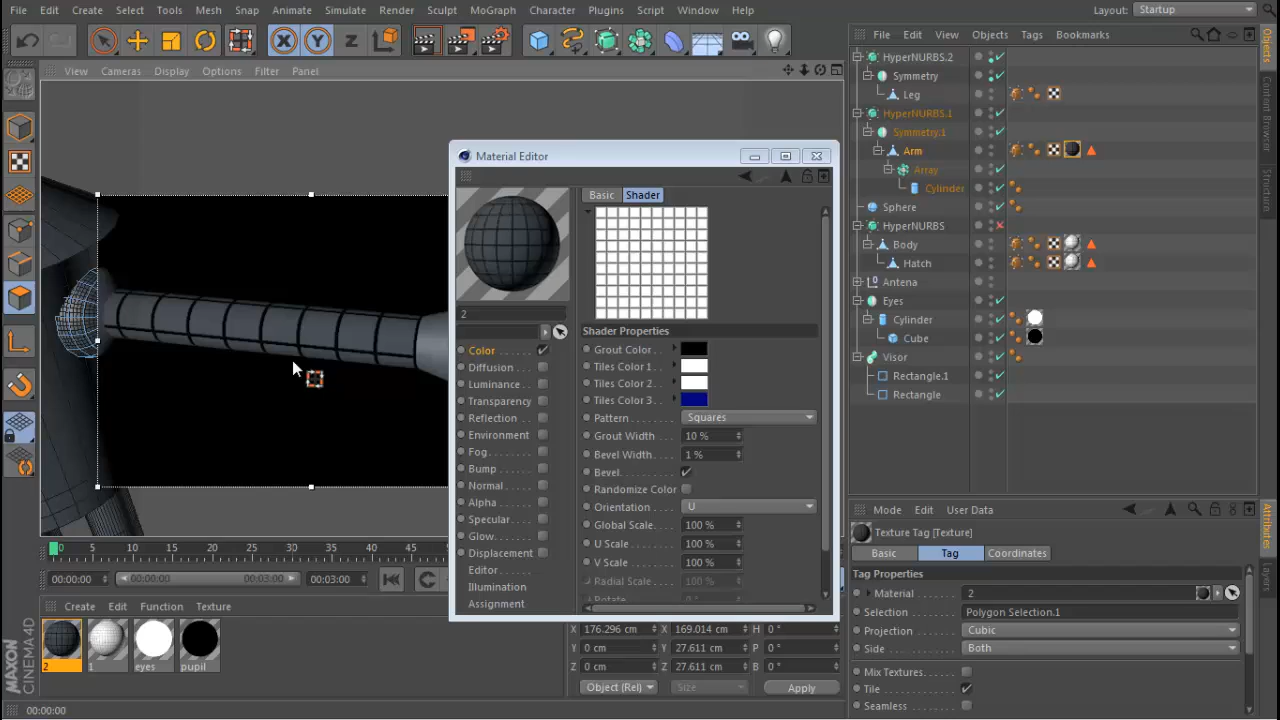 File Edit Create Select Tools Mesh Snap Animate Simulate Render Sculpt MoGraph Character Plugins Script Window Help
Layout: Startup
X Y Z
View Cameras Display Options Filter Panel
File Edit View Objects Tags Bookmarks
HyperNURBS.2
Symmetry
Leg
HyperNURBS.1
Symmetry.1
Arm
Array
Cylinder
Sphere
HyperNURBS
Body
Hatch
Antena
Eyes
Cylinder
Cube
Visor
Rectangle.1
Rectangle
Objects
Content Browser
Structure
Material Editor
Basic Shader
2
Color
Diffusion
Luminance
Transparency
Reflection
Environment
Fog
Bump
Normal
Alpha
Specular
Glow
Displacement
Editor
Illumination
Assignment
Shader Properties
Grout Color
Tiles Color 1
Tiles Color 2
Tiles Color 3
Pattern Squares
Grout Width 10 %
Bevel Width 1 %
Bevel
Randomize Color
Orientation U
Global Scale 100 %
U Scale 100 %
V Scale 100 %
Radial Scale 100 %
Mode Edit User Data
Texture Tag [Texture]
Basic Tag Coordinates
Tag Properties
Material 2
Selection Polygon Selection.1
Projection Cubic
Side Both
Mix Textures
Tile
Seamless
Attributes
Layers
0 5 10 15 20 25 30 35 40 45
00:00:00 00:00:00 00:03:00 00:03:00
Create Edit Function Texture
2 1 eyes pupil
X 176.296 cm X 169.014 cm H 0 °
Y 0 cm Y 27.611 cm P 0 °
Z 0 cm Z 27.611 cm B 0 °
Object (Rel) Size Apply
MAXON
CINEMA 4D
00:00:00